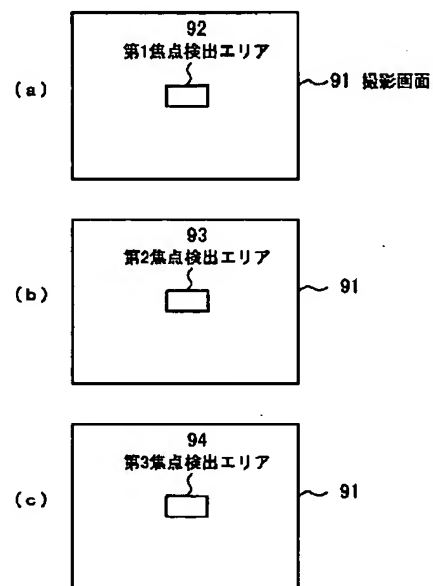 92
第1焦点検出エリア
(a)
91 撮影画面
93
第2焦点検出エリア
(b)
91
94
第3焦点検出エリア
(c)
91